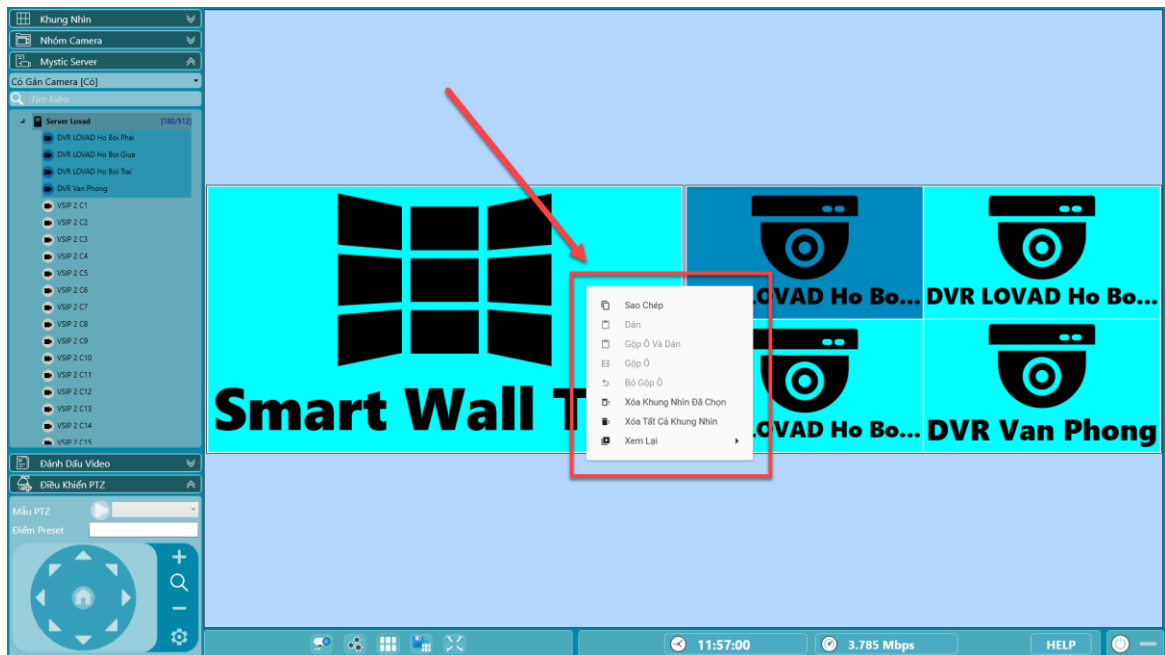 Khung Nhìn
Nhóm Camera
Mystic Server
Có Gán Camera [Có]
Tìm kiếm
Server Lovad [180/512]
DVR LOVAD Ho Boi Phai
DVR LOVAD Ho Boi Giua
DVR LOVAD Ho Boi Trai
DVR Van Phong
VSIP 2 C1
VSIP 2 C2
VSIP 2 C3
VSIP 2 C4
VSIP 2 C5
VSIP 2 C6
VSIP 2 C7
VSIP 2 C8
VSIP 2 C9
VSIP 2 C10
VSIP 2 C11
VSIP 2 C12
VSIP 2 C13
VSIP 2 C14
VSIP 2 C15
Đánh Dấu Video
Điều Khiển PTZ
Mẫu PTZ
Điểm Preset
Smart Wall T
OVAD Ho Bo...
DVR LOVAD Ho Bo...
OVAD Ho Bo...
DVR Van Phong
Sao Chép
Dán
Gộp Ô Và Dán
Gộp Ô
Bỏ Gộp Ô
Xóa Khung Nhìn Đã Chọn
Xóa Tất Cả Khung Nhìn
Xem Lại
11:57:00
3.785 Mbps
HELP